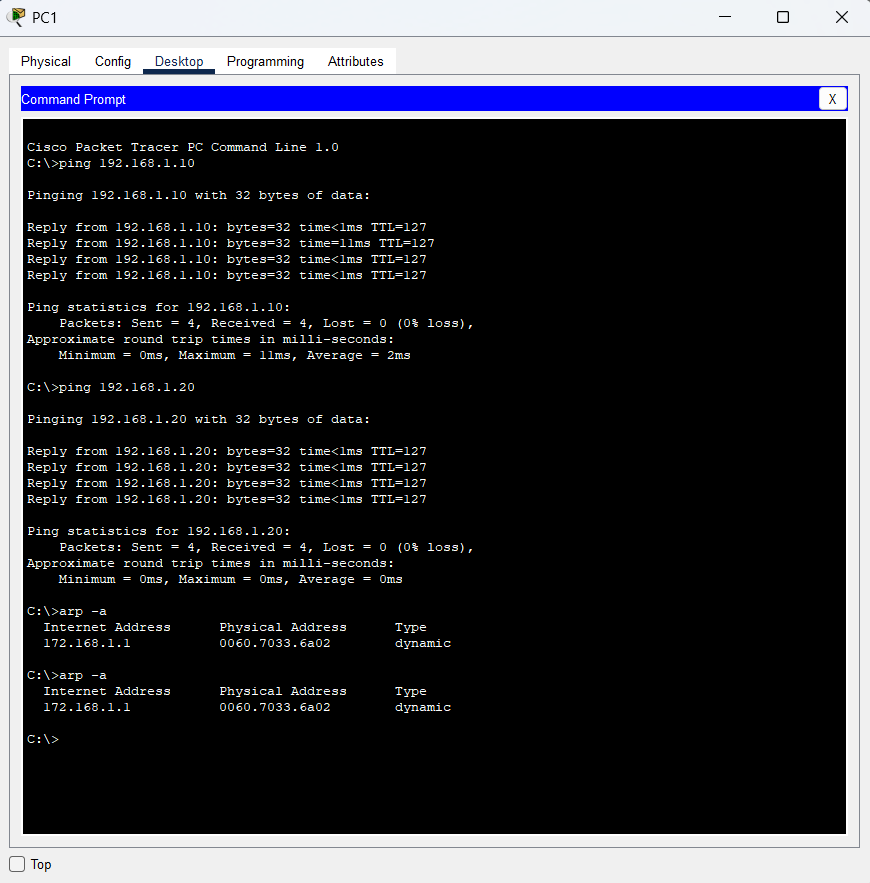 PC1
Physical Config Desktop Programming Attributes
Command Prompt X
Cisco Packet Tracer PC Command Line 1.0
C:\>ping 192.168.1.10
Pinging 192.168.1.10 with 32 bytes of data:
Reply from 192.168.1.10: bytes=32 time<1ms TTL=127
Reply from 192.168.1.10: bytes=32 time=11ms TTL=127
Reply from 192.168.1.10: bytes=32 time<1ms TTL=127
Reply from 192.168.1.10: bytes=32 time<1ms TTL=127
Ping statistics for 192.168.1.10:
Packets: Sent = 4, Received = 4, Lost = 0 (0% loss),
Approximate round trip times in milli-seconds:
Minimum = 0ms, Maximum = 11ms, Average = 2ms
C:\>ping 192.168.1.20
Pinging 192.168.1.20 with 32 bytes of data:
Reply from 192.168.1.20: bytes=32 time<1ms TTL=127
Reply from 192.168.1.20: bytes=32 time<1ms TTL=127
Reply from 192.168.1.20: bytes=32 time<1ms TTL=127
Reply from 192.168.1.20: bytes=32 time<1ms TTL=127
Ping statistics for 192.168.1.20:
Packets: Sent = 4, Received = 4, Lost = 0 (0% loss),
Approximate round trip times in milli-seconds:
Minimum = 0ms, Maximum = 0ms, Average = 0ms
C:\>arp -a
Internet Address Physical Address Type
172.168.1.1 0060.7033.6a02 dynamic
C:\>arp -a
Internet Address Physical Address Type
172.168.1.1 0060.7033.6a02 dynamic
C:\>
Top